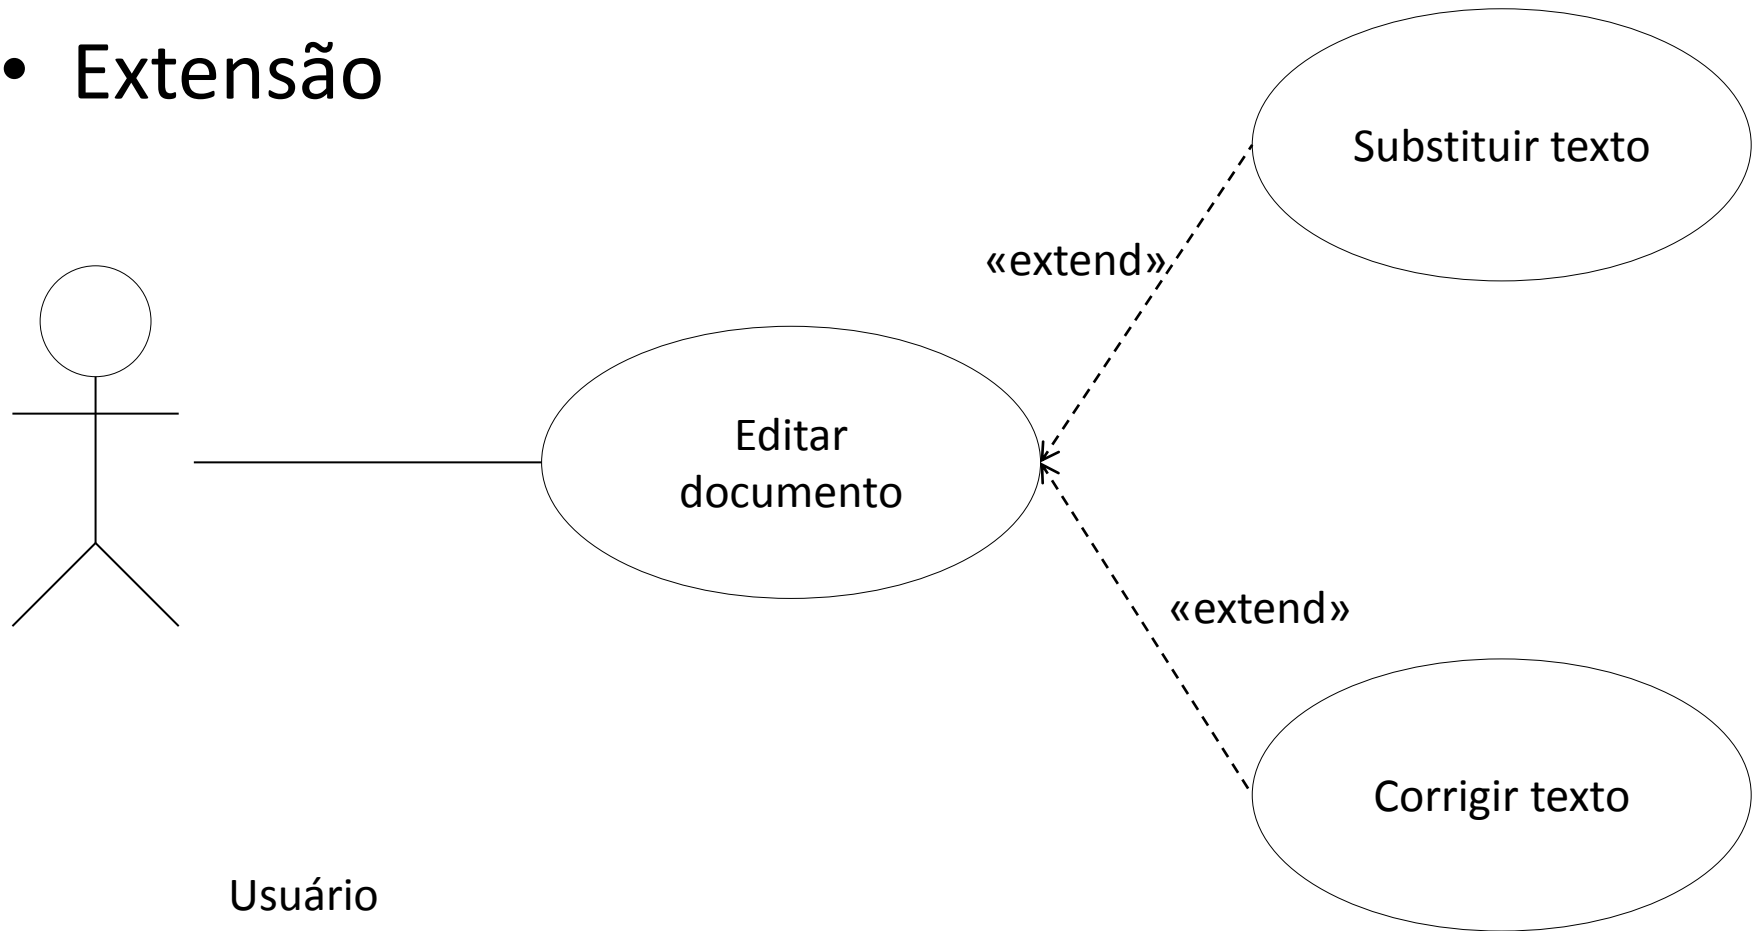 • Extensão
Substituir texto
«extend»
Editar
documento
«extend»
Corrigir texto
Usuário